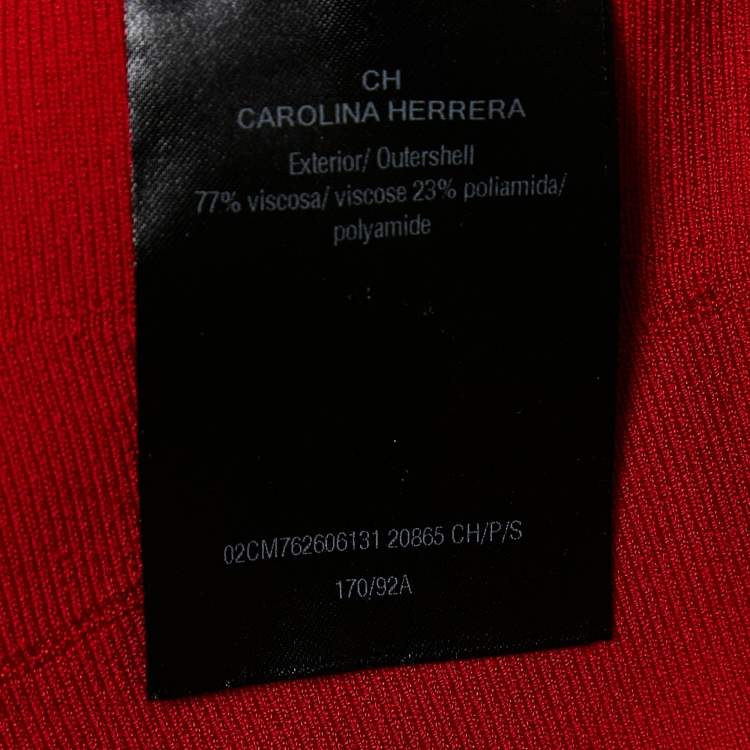 CH
CAROLINA HERRERA
Exterior/ Outershell
77% viscosa/ viscose 23% poliamida/
polyamide
02CM762606131 20865 CH/P/S
170/92A